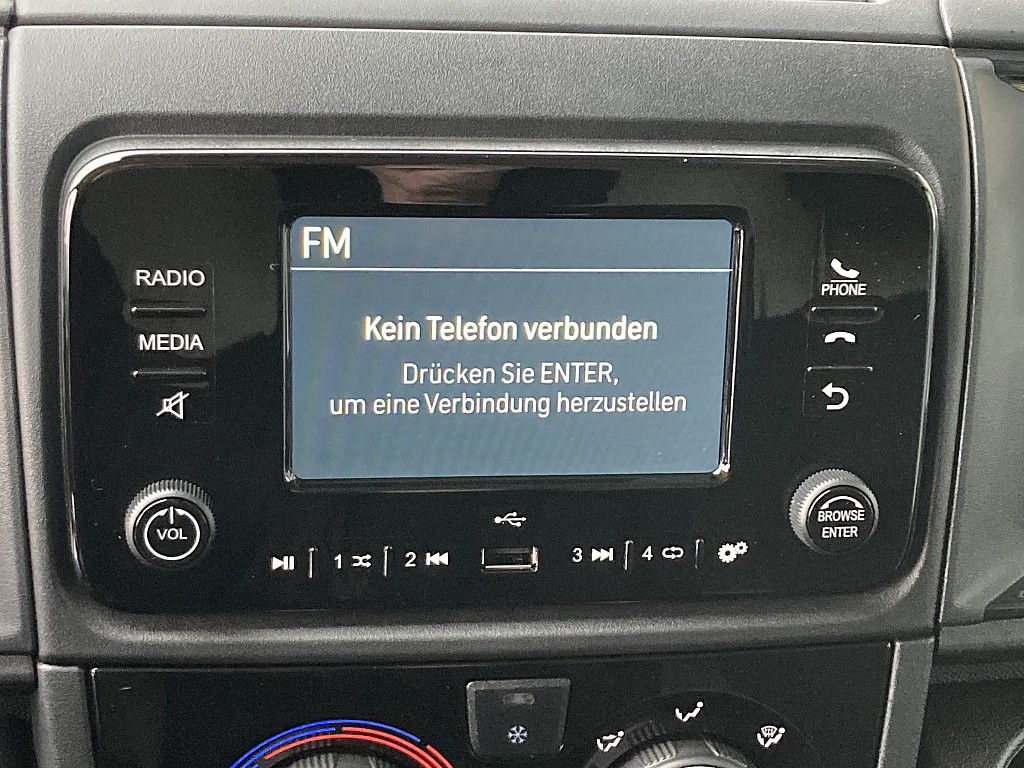 FM
RADIO
MEDIA
Kein Telefon verbunden
Drücken Sie ENTER,
um eine Verbindung herzustellen
PHONE
VOL
BROWSE
ENTER
1
2
3
4